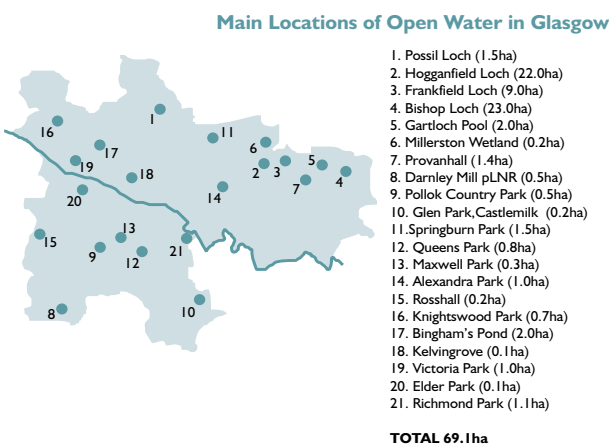 Main Locations of Open Water in Glasgow
1. Possil Loch (1.5ha)
2. Hogganfield Loch (22.0ha)
3. Frankfield Loch (9.0ha)
4. Bishop Loch (23.0ha)
5. Gartloch Pool (2.0ha)
6. Millerston Wetland (0.2ha)
7. Provanhall (1.4ha)
8. Darnley Mill pLNR (0.5ha)
9. Pollok Country Park (0.5ha)
10. Glen Park,Castlemilk (0.2ha)
11.Springburn Park (1.5ha)
12. Queens Park (0.8ha)
13. Maxwell Park (0.3ha)
14. Alexandra Park (1.0ha)
15. Rosshall (0.2ha)
16. Knightswood Park (0.7ha)
17. Bingham's Pond (2.0ha)
18. Kelvingrove (0.1ha)
19. Victoria Park (1.0ha)
20. Elder Park (0.1ha)
21. Richmond Park (1.1ha)
TOTAL 69.1ha
1
16
11
6
17
19
18
2
3
5
4
7
14
20
15
13
9
12
21
8
10